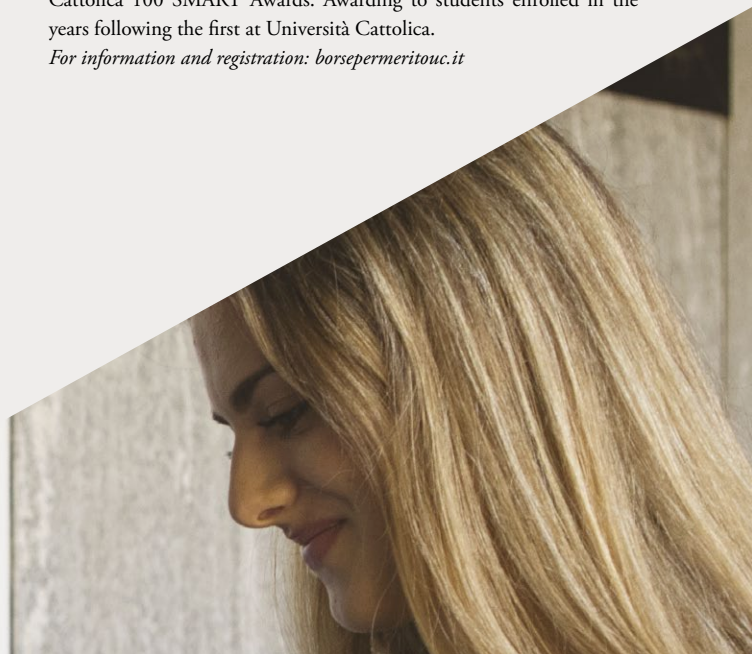 Cattolica 100 SMART Awards. Awarding to students enrolled in the
years following the first at Università Cattolica.
For information and registration: borsepermeritouc.it